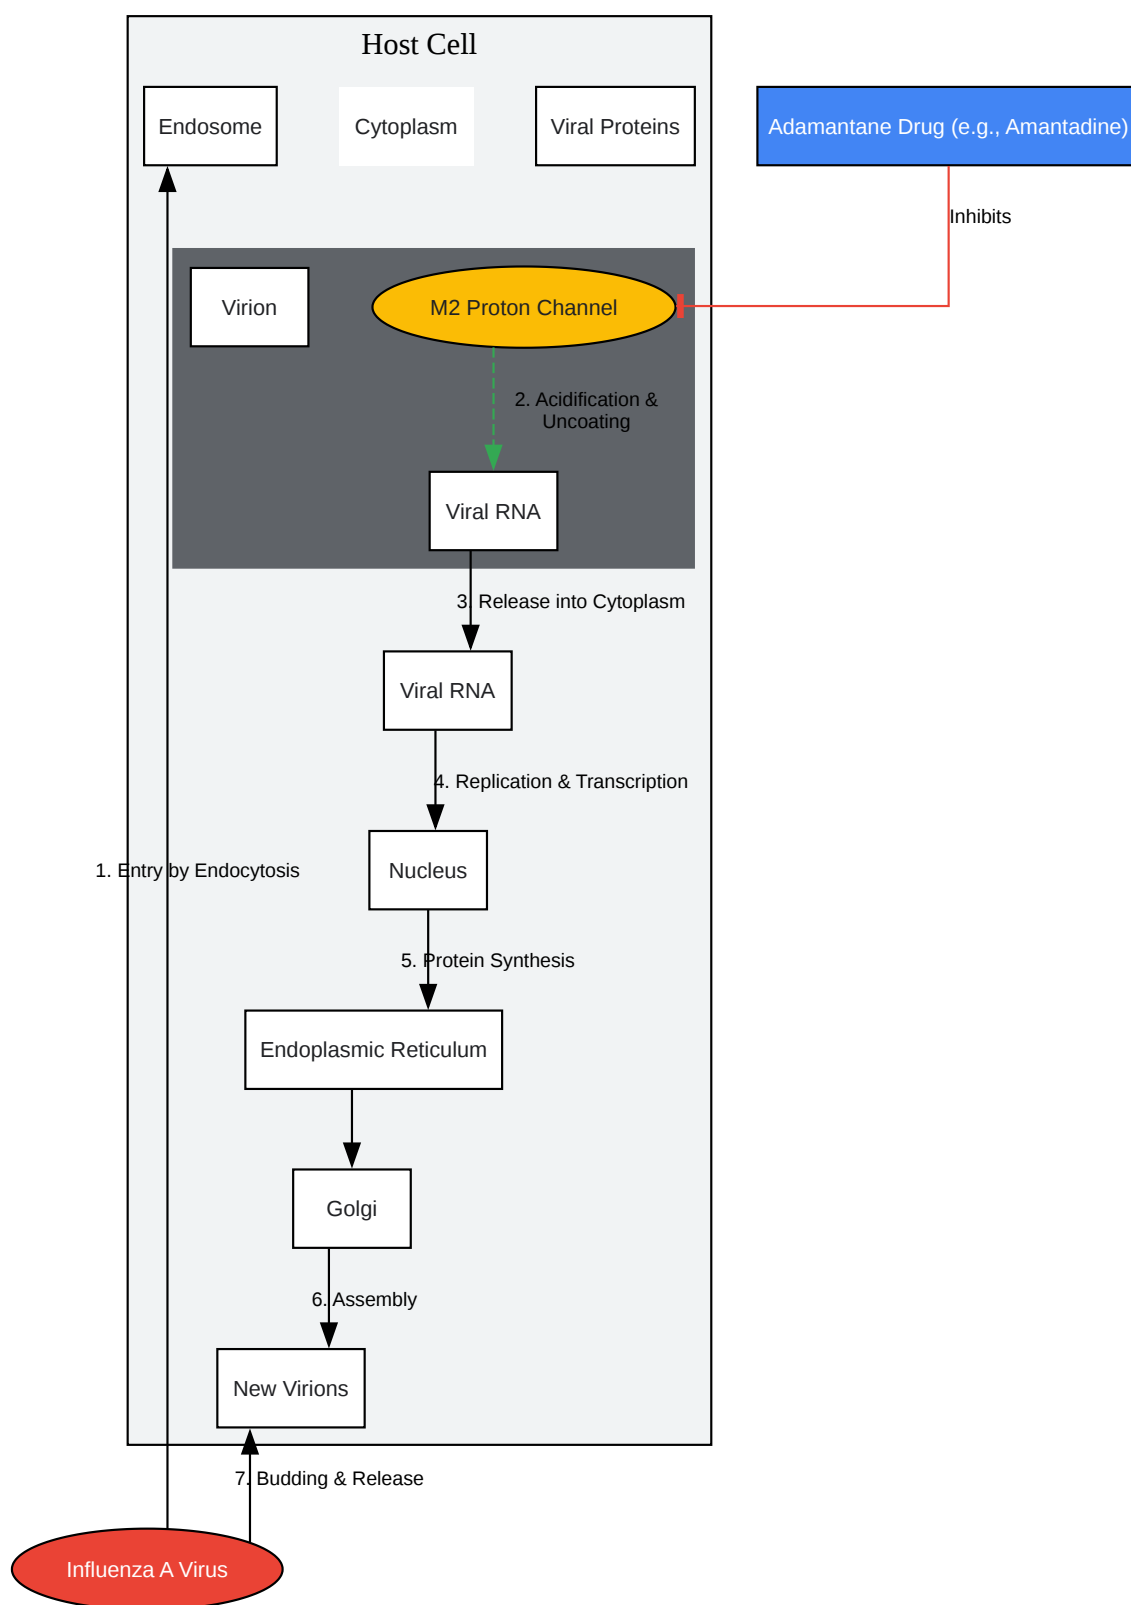 Host Cell
Endosome
Cytoplasm
Viral Proteins
Adamantane Drug (e.g., Amantadine)
Inhibits
Virion
M2 Proton Channel
2. Acidification &
Uncoating
Viral RNA
3. Release into Cytoplasm
Viral RNA
4. Replication & Transcription
Nucleus
1. Entry by Endocytosis
5. Protein Synthesis
Endoplasmic Reticulum
Golgi
6. Assembly
New Virions
7. Budding & Release
Influenza A Virus